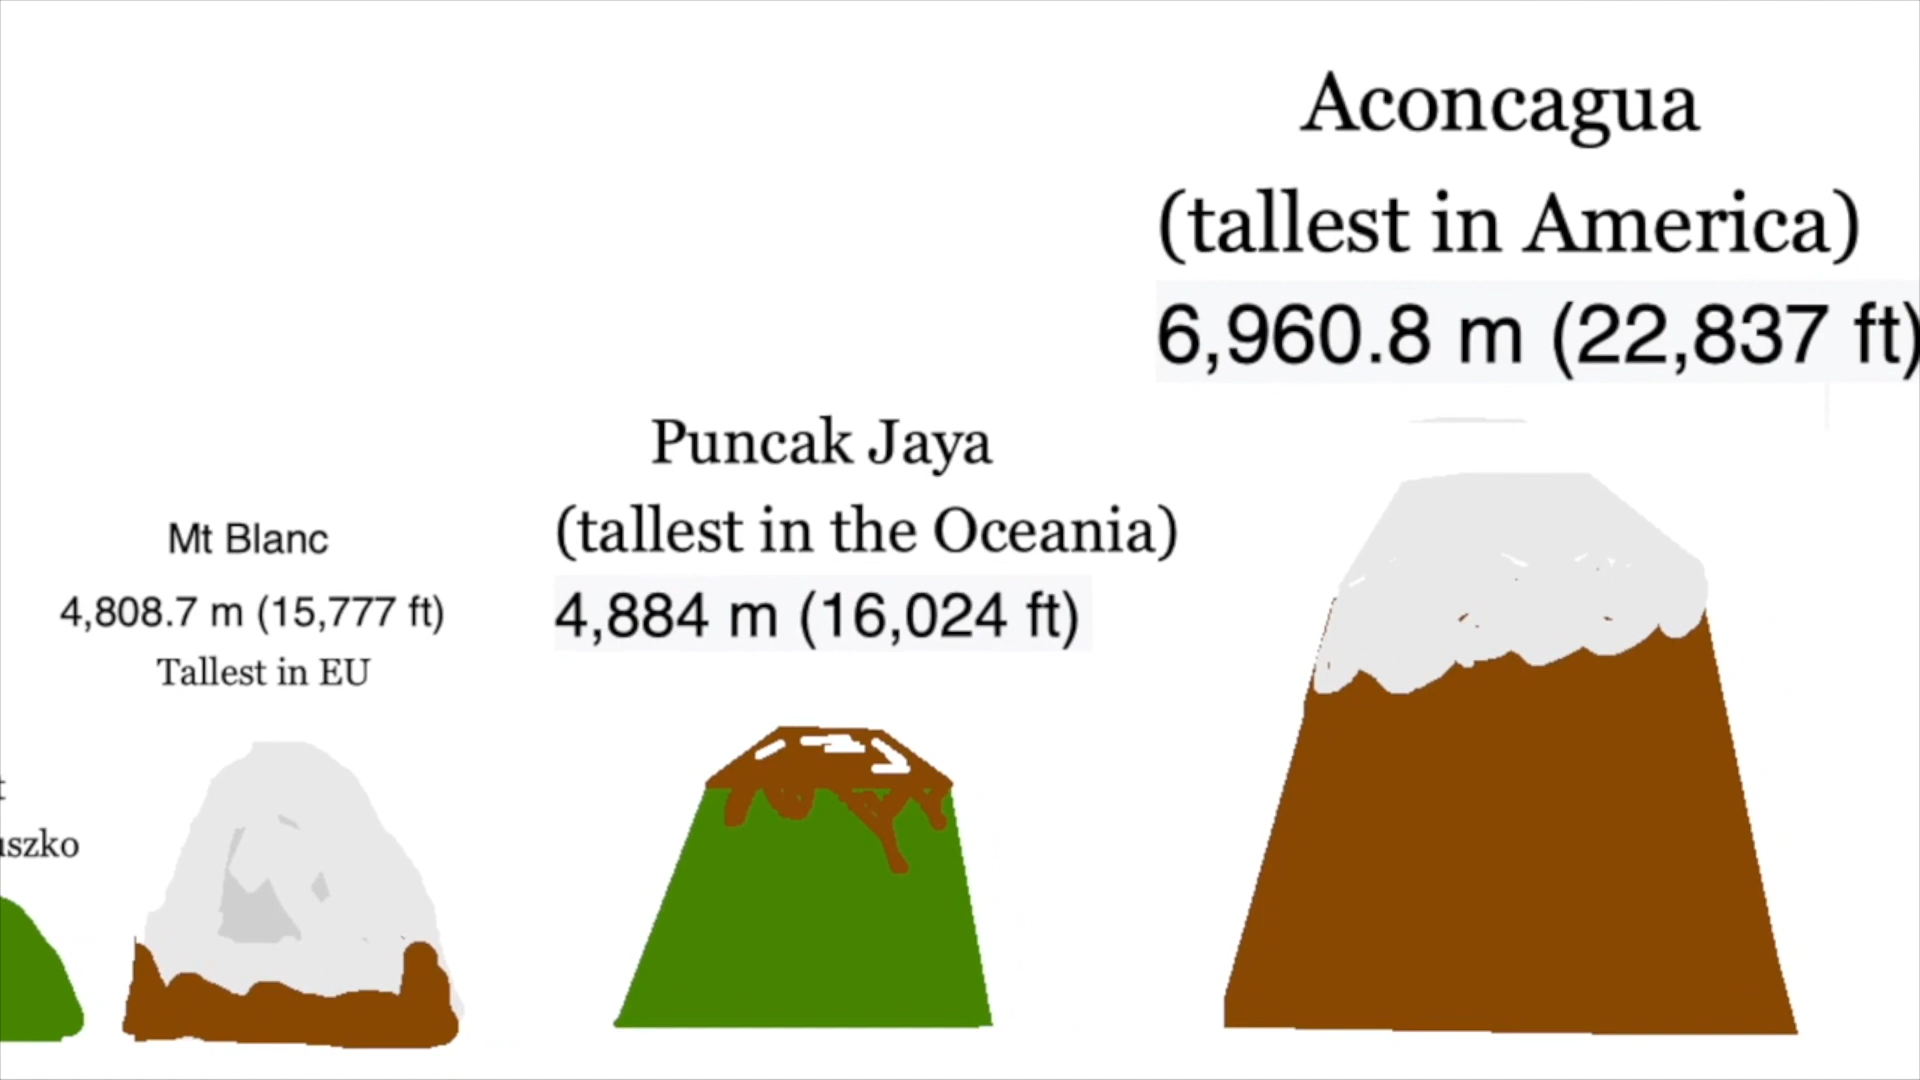 Aconcagua
(tallest in America)
6,960.8 m (22,837 ft)
Puncak Jaya
(tallest in the Oceania)
4,884 m (16,024 ft)
Mt Blanc
4,808.7 m (15,777 ft)
Tallest in EU